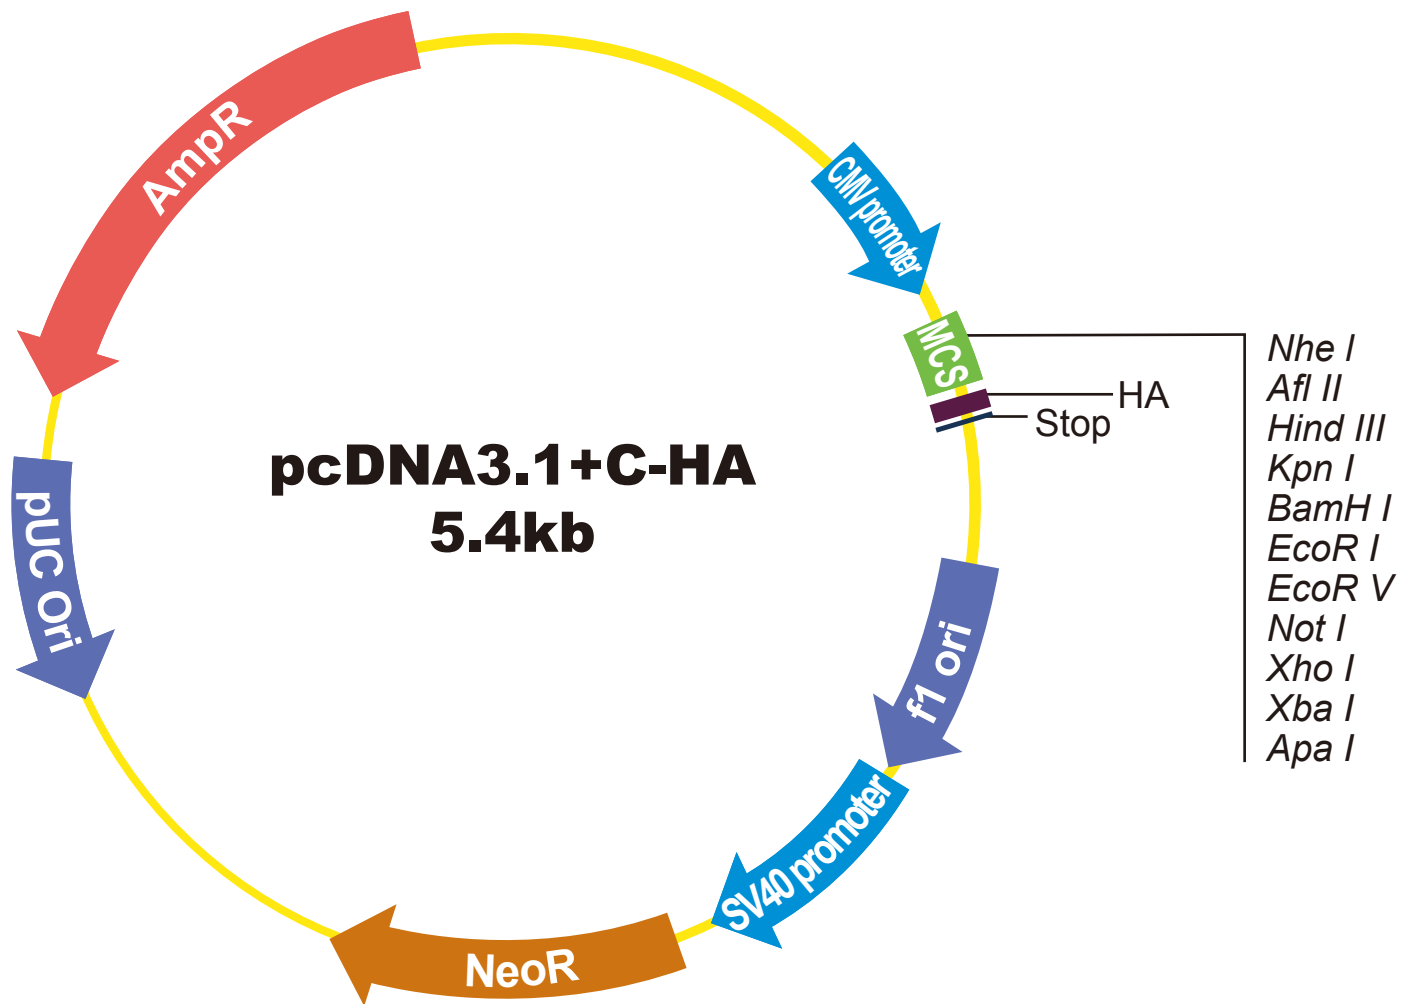 AmpR
CMV promoter
MCS
HA
Stop
Nhe I
Afl II
Hind III
Kpn I
BamH I
EcoR I
EcoR V
Not I
Xho I
Xba I
Apa I
pcDNA3.1+C-HA
5.4kb
pUC Ori
f1 ori
SV40 promoter
NeoR